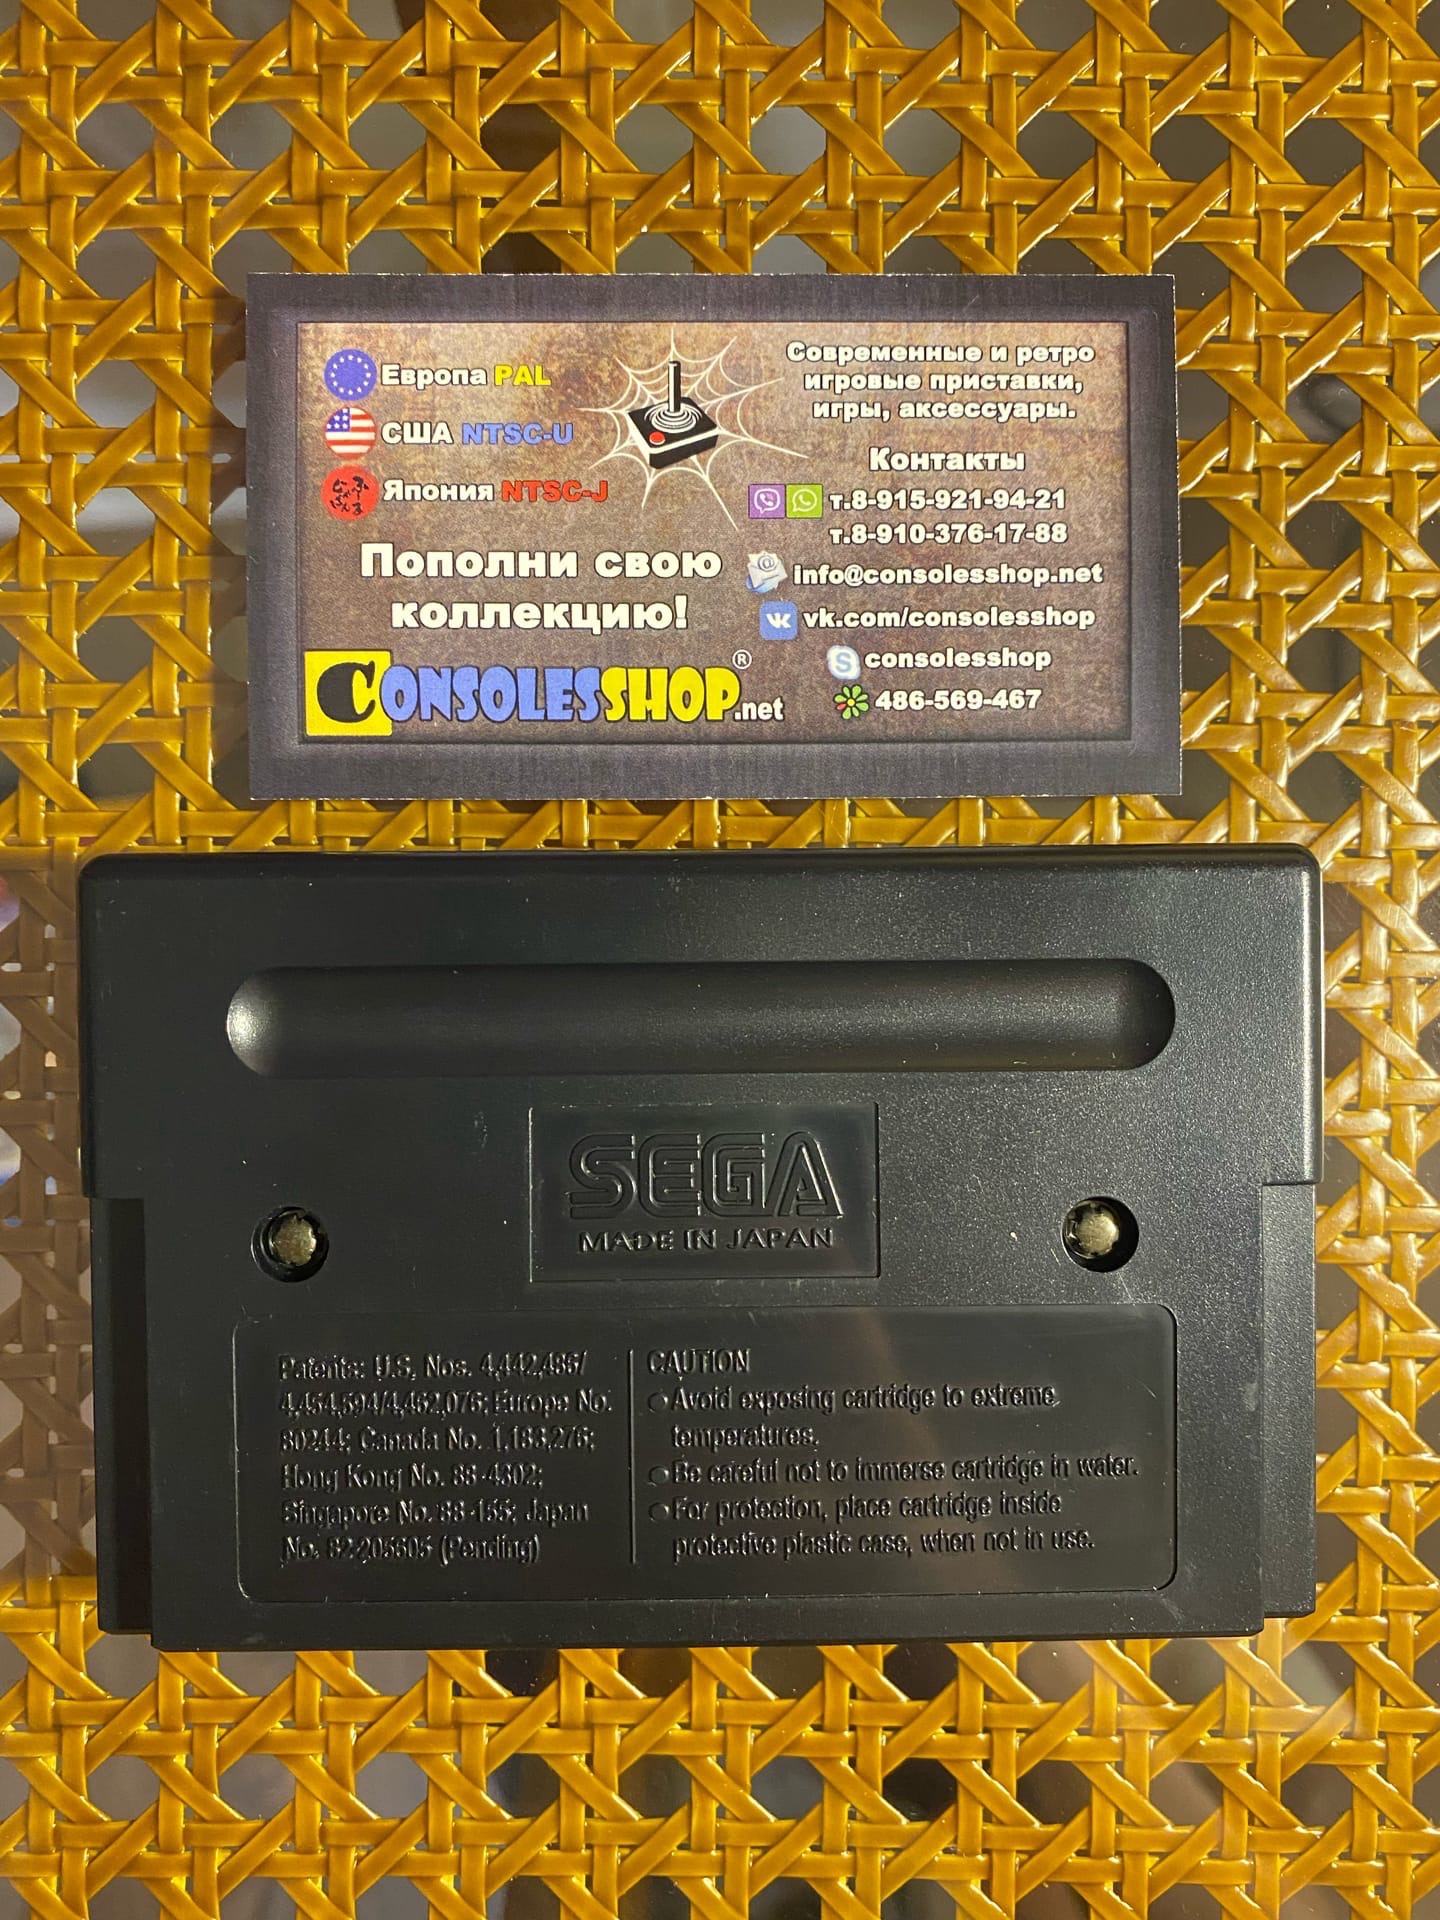 Европа PAL
США NTSC-U
Япония NTSC-J
Пополни свою
коллекцию!
CONSOLESSHOP.net
®
Современные и ретро
игровые приставки,
игры, аксессуары.
Контакты
т.8-915-921-94-21
т.8-910-376-17-88
info@consolesshop.net
vk.com/consolesshop
consolesshop
486-569-467
SEGA
MADE IN JAPAN
Patents: U.S. Nos. 4,442,486/
4,454,594/4,462,076; Europe No.
80244; Canada No. 1,183,276;
Hong Kong No. 88-4302;
Singapore No. 88-155; Japan
No. 82-205605 (Pending)
CAUTION
Avoid exposing cartridge to extreme
temperatures.
Be careful not to immerse cartridge in water.
For protection, place cartridge inside
protective plastic case, when not in use.